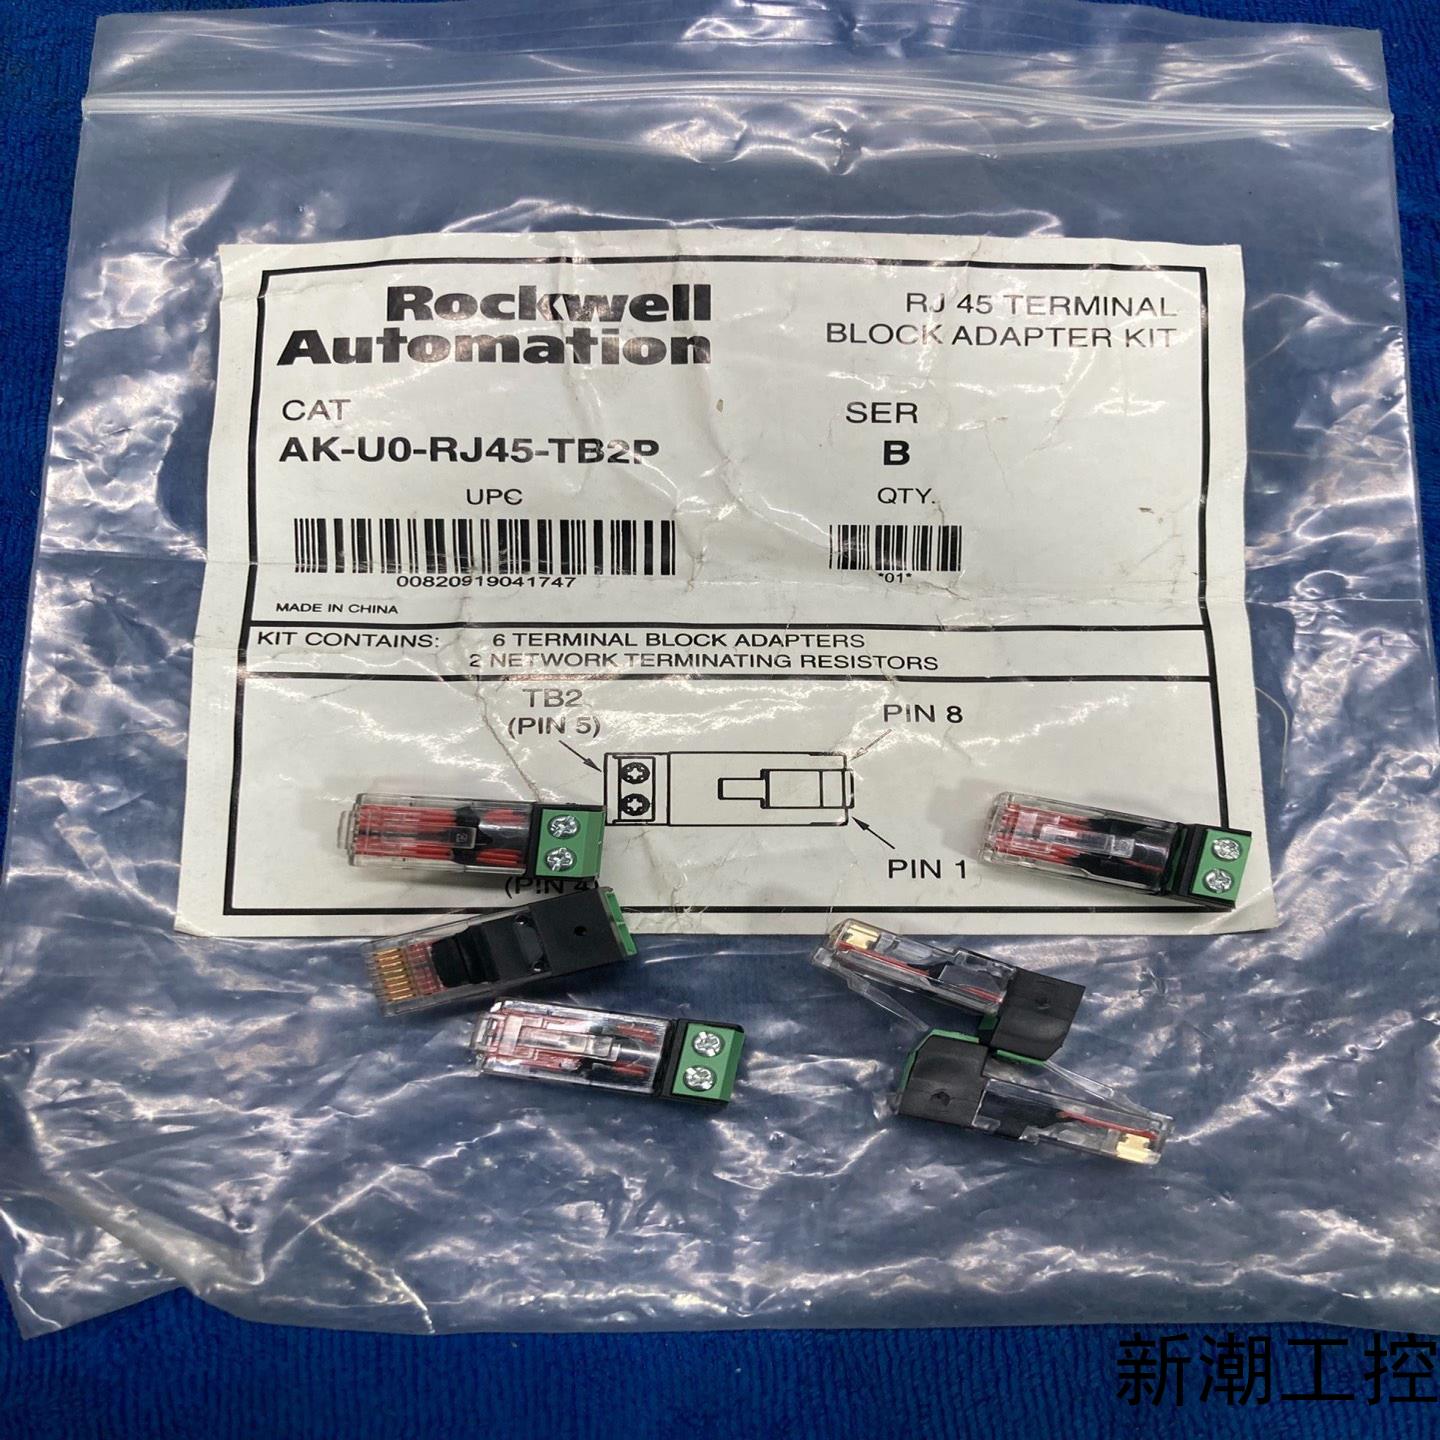 Rockwell
Automation
RJ 45 TERMINAL
BLOCK ADAPTER KIT
CAT
SER
AK-U0-RJ45-TB2P
B
UPC
QTY.
00820919041747
*01*
MADE IN CHINA
KIT CONTAINS: 6 TERMINAL BLOCK ADAPTERS
2 NETWORK TERMINATING RESISTORS
TB2
(PIN 5)
PIN 8
PIN 1
(PIN 4)
新潮工控